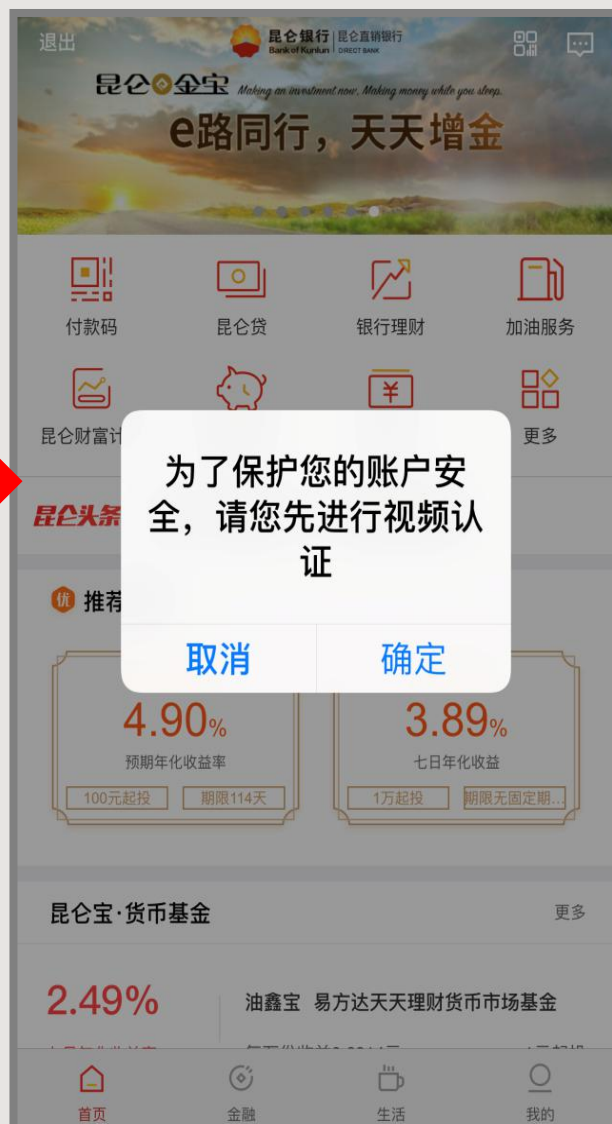 退出
昆仑银行
Bank of Kunlun
昆仑直销银行
DIRECT BANK
昆仑金宝 Making an investment now, Making money while you sleep.
e路同行，天天增金
付款码 昆仑贷 银行理财 加油服务
昆仑财富计
更多
为了保护您的账户安
全，请您先进行视频认
证
取消 确定
昆仑头条
优 推荐
4.90% 3.89%
预期年化收益率 七日年化收益
100元起投 期限114天 1万起投 期限无固定期...
昆仑宝·货币基金 更多
2.49% 油鑫宝 易方达天天理财货币市场基金
首页 金融 生活 我的